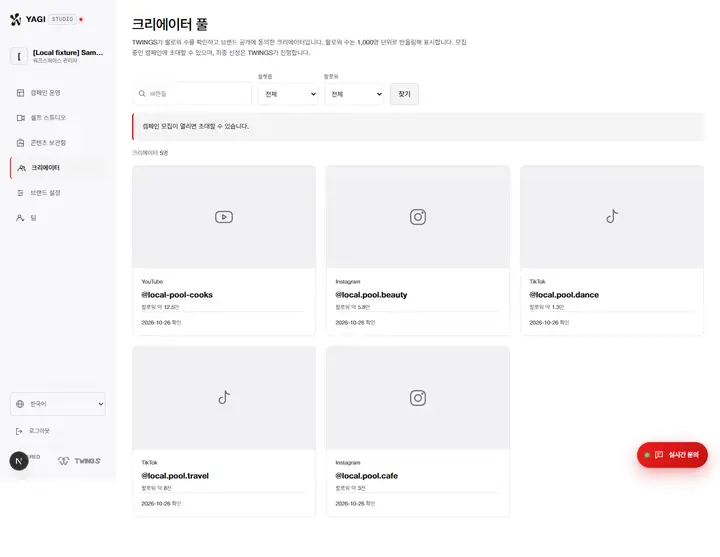 YAGI STUDIO
[Local fixture] Sam...
워크스페이스 관리자
캠페인 운영
셀프 스튜디오
콘텐츠 보관함
크리에이터
브랜드 설정
팀
한국어
로그아웃
N
RED
TWINGS
크리에이터 풀
TWINGS가 팔로워 수를 확인하고 브랜드 공개에 동의한 크리에이터입니다. 팔로워 수는 1,000명 단위로 반올림해 표시합니다. 모집
중인 캠페인에 초대할 수 있으며, 최종 선정은 TWINGS가 진행합니다.
플랫폼
팔로워
@핸들
전체
전체
찾기
캠페인 모집이 열리면 초대할 수 있습니다.
크리에이터 5명
YouTube
@local-pool-cooks
팔로워 약 12.5만
2026-10-26 확인
Instagram
@local.pool.beauty
팔로워 약 5.8만
2026-10-26 확인
TikTok
@local.pool.dance
팔로워 약 1.3만
2026-10-26 확인
TikTok
@local.pool.travel
팔로워 약 8만
2026-10-26 확인
Instagram
@local.pool.cafe
팔로워 약 3만
2026-10-26 확인
실시간 문의